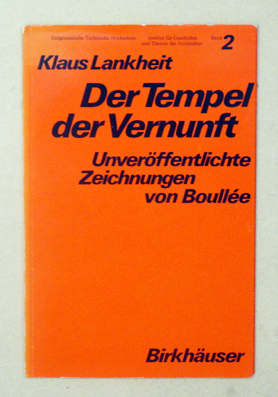 Eidgenössische Technische Hochschule Institut für Geschichte Band 2
und Theorie der Architektur
Klaus Lankheit
Der Tempel
der Vernunft
Unveröffentlichte
Zeichnungen
von Boullée
Birkhäuser